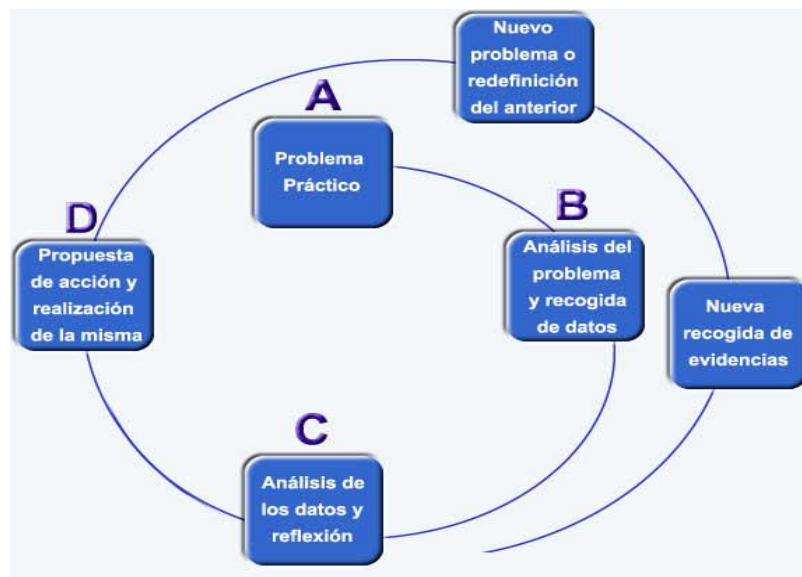 A
Problema
Práctico
B
Análisis del
problema
y recogida
de datos
C
Análisis de
los datos y
reflexión
D
Propuesta
de acción y
realización
de la misma
Nuevo
problema o
redefinición
del anterior
Nueva
recogida de
evidencias